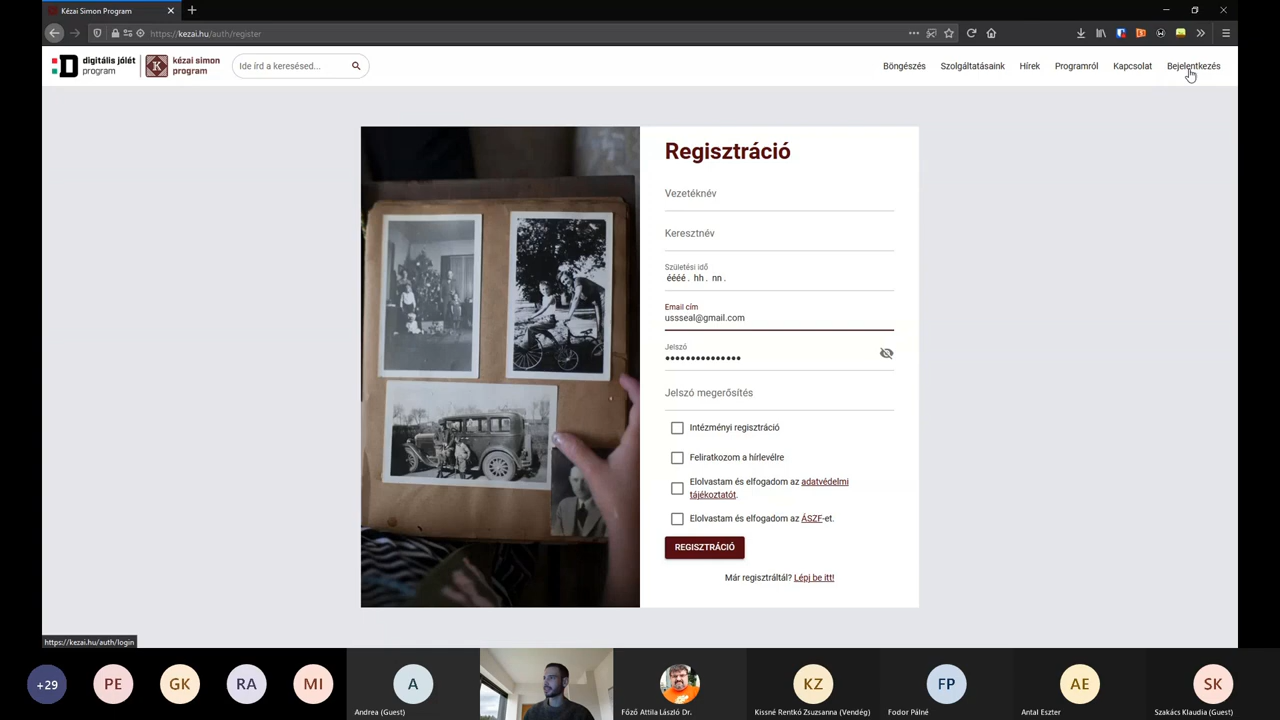 Kézai Simon Program
https://kezai.hu/auth/register
digitális jólét
program
K
kézai simon
program
Ide írd a keresésed...
Böngészés
Szolgáltatásaink
Hírek
Programról
Kapcsolat
Bejelentkezés
Regisztráció
Vezetéknév
Keresztnév
Születési idő
éééé. hh. nn.
Email cím
ussseal@gmail.com
Jelszó
•••••••••••••••
Jelszó megerősítés
Intézményi regisztráció
Feliratkozom a hírlevélre
Elolvastam és elfogadom az adatvédelmi
tájékoztatót.
Elolvastam és elfogadom az ÁSZF-et.
REGISZTRÁCIÓ
Már regisztráltál? Lépj be itt!
https://kezai.hu/auth/login
+29
PE
GK
RA
MI
A
Andrea (Guest)
Főző Attila László Dr.
KZ
Kissné Rentkó Zsuzsanna (Vendég)
FP
Fodor Pálné
AE
Antal Eszter
SK
Szakács Klaudia (Guest)